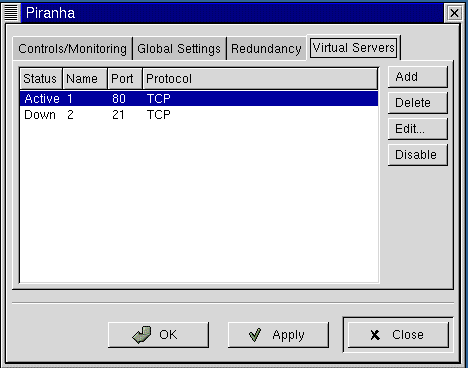 Piranha
Controls/Monitoring Global Settings Redundancy Virtual Servers
Status Name Port Protocol
Active 1 80 TCP
Down 2 21 TCP
Add
Delete
Edit...
Disable
OK Apply Close